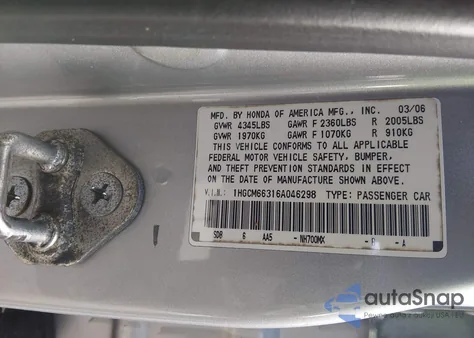 MFD. BY HONDA OF AMERICA MFG., INC. 03/06
GVWR 4345LBS GAWR F 2360LBS R 2005LBS
GVWR 1970KG GAWR F 1070KG R 910KG
THIS VEHICLE CONFORMS TO ALL APPLICABLE
FEDERAL MOTOR VEHICLE SAFETY, BUMPER,
AND THEFT PREVENTION STANDARDS IN EFFECT
ON THE DATE OF MANUFACTURE SHOWN ABOVE.
V.I.N.: 1HGCM66316A046298 TYPE: PASSENGER CAR
SDB 6 AA5 - NH700MX - - A
autoSnap